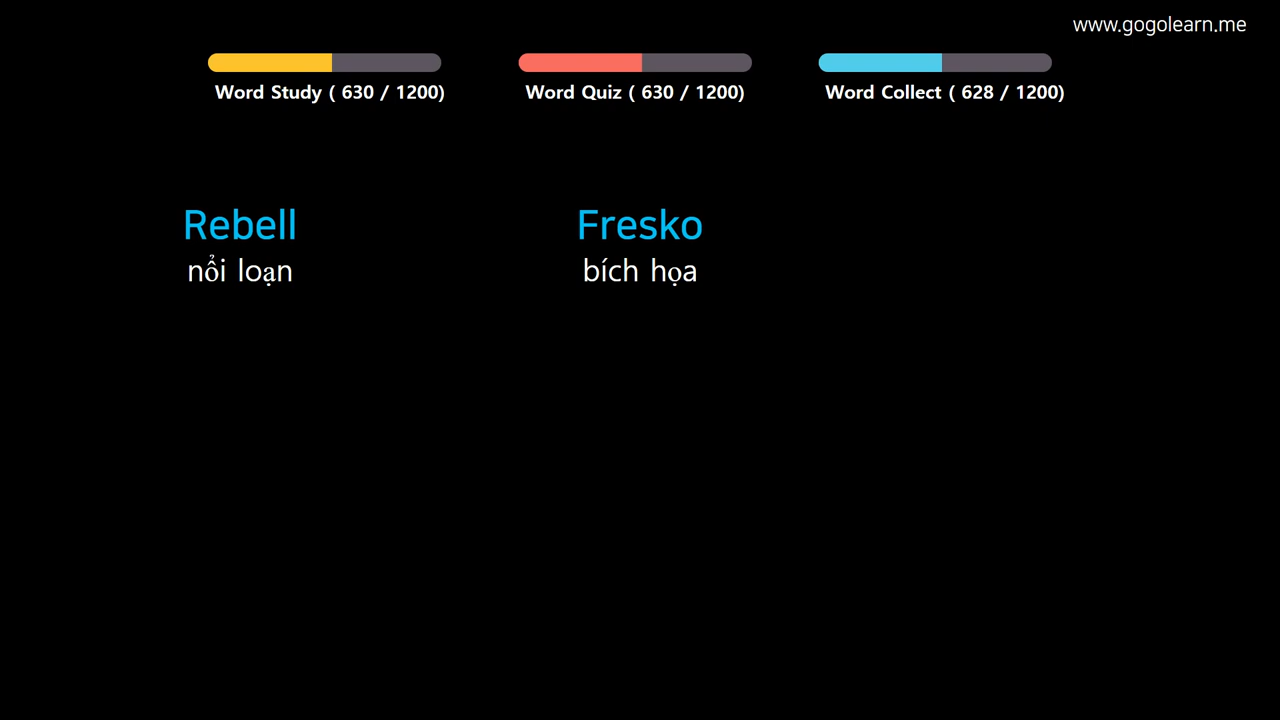 www.gogolearn.me
Word Study ( 630 / 1200)
Word Quiz ( 630 / 1200)
Word Collect ( 628 / 1200)
Rebell
nổi loạn
Fresko
bích họa